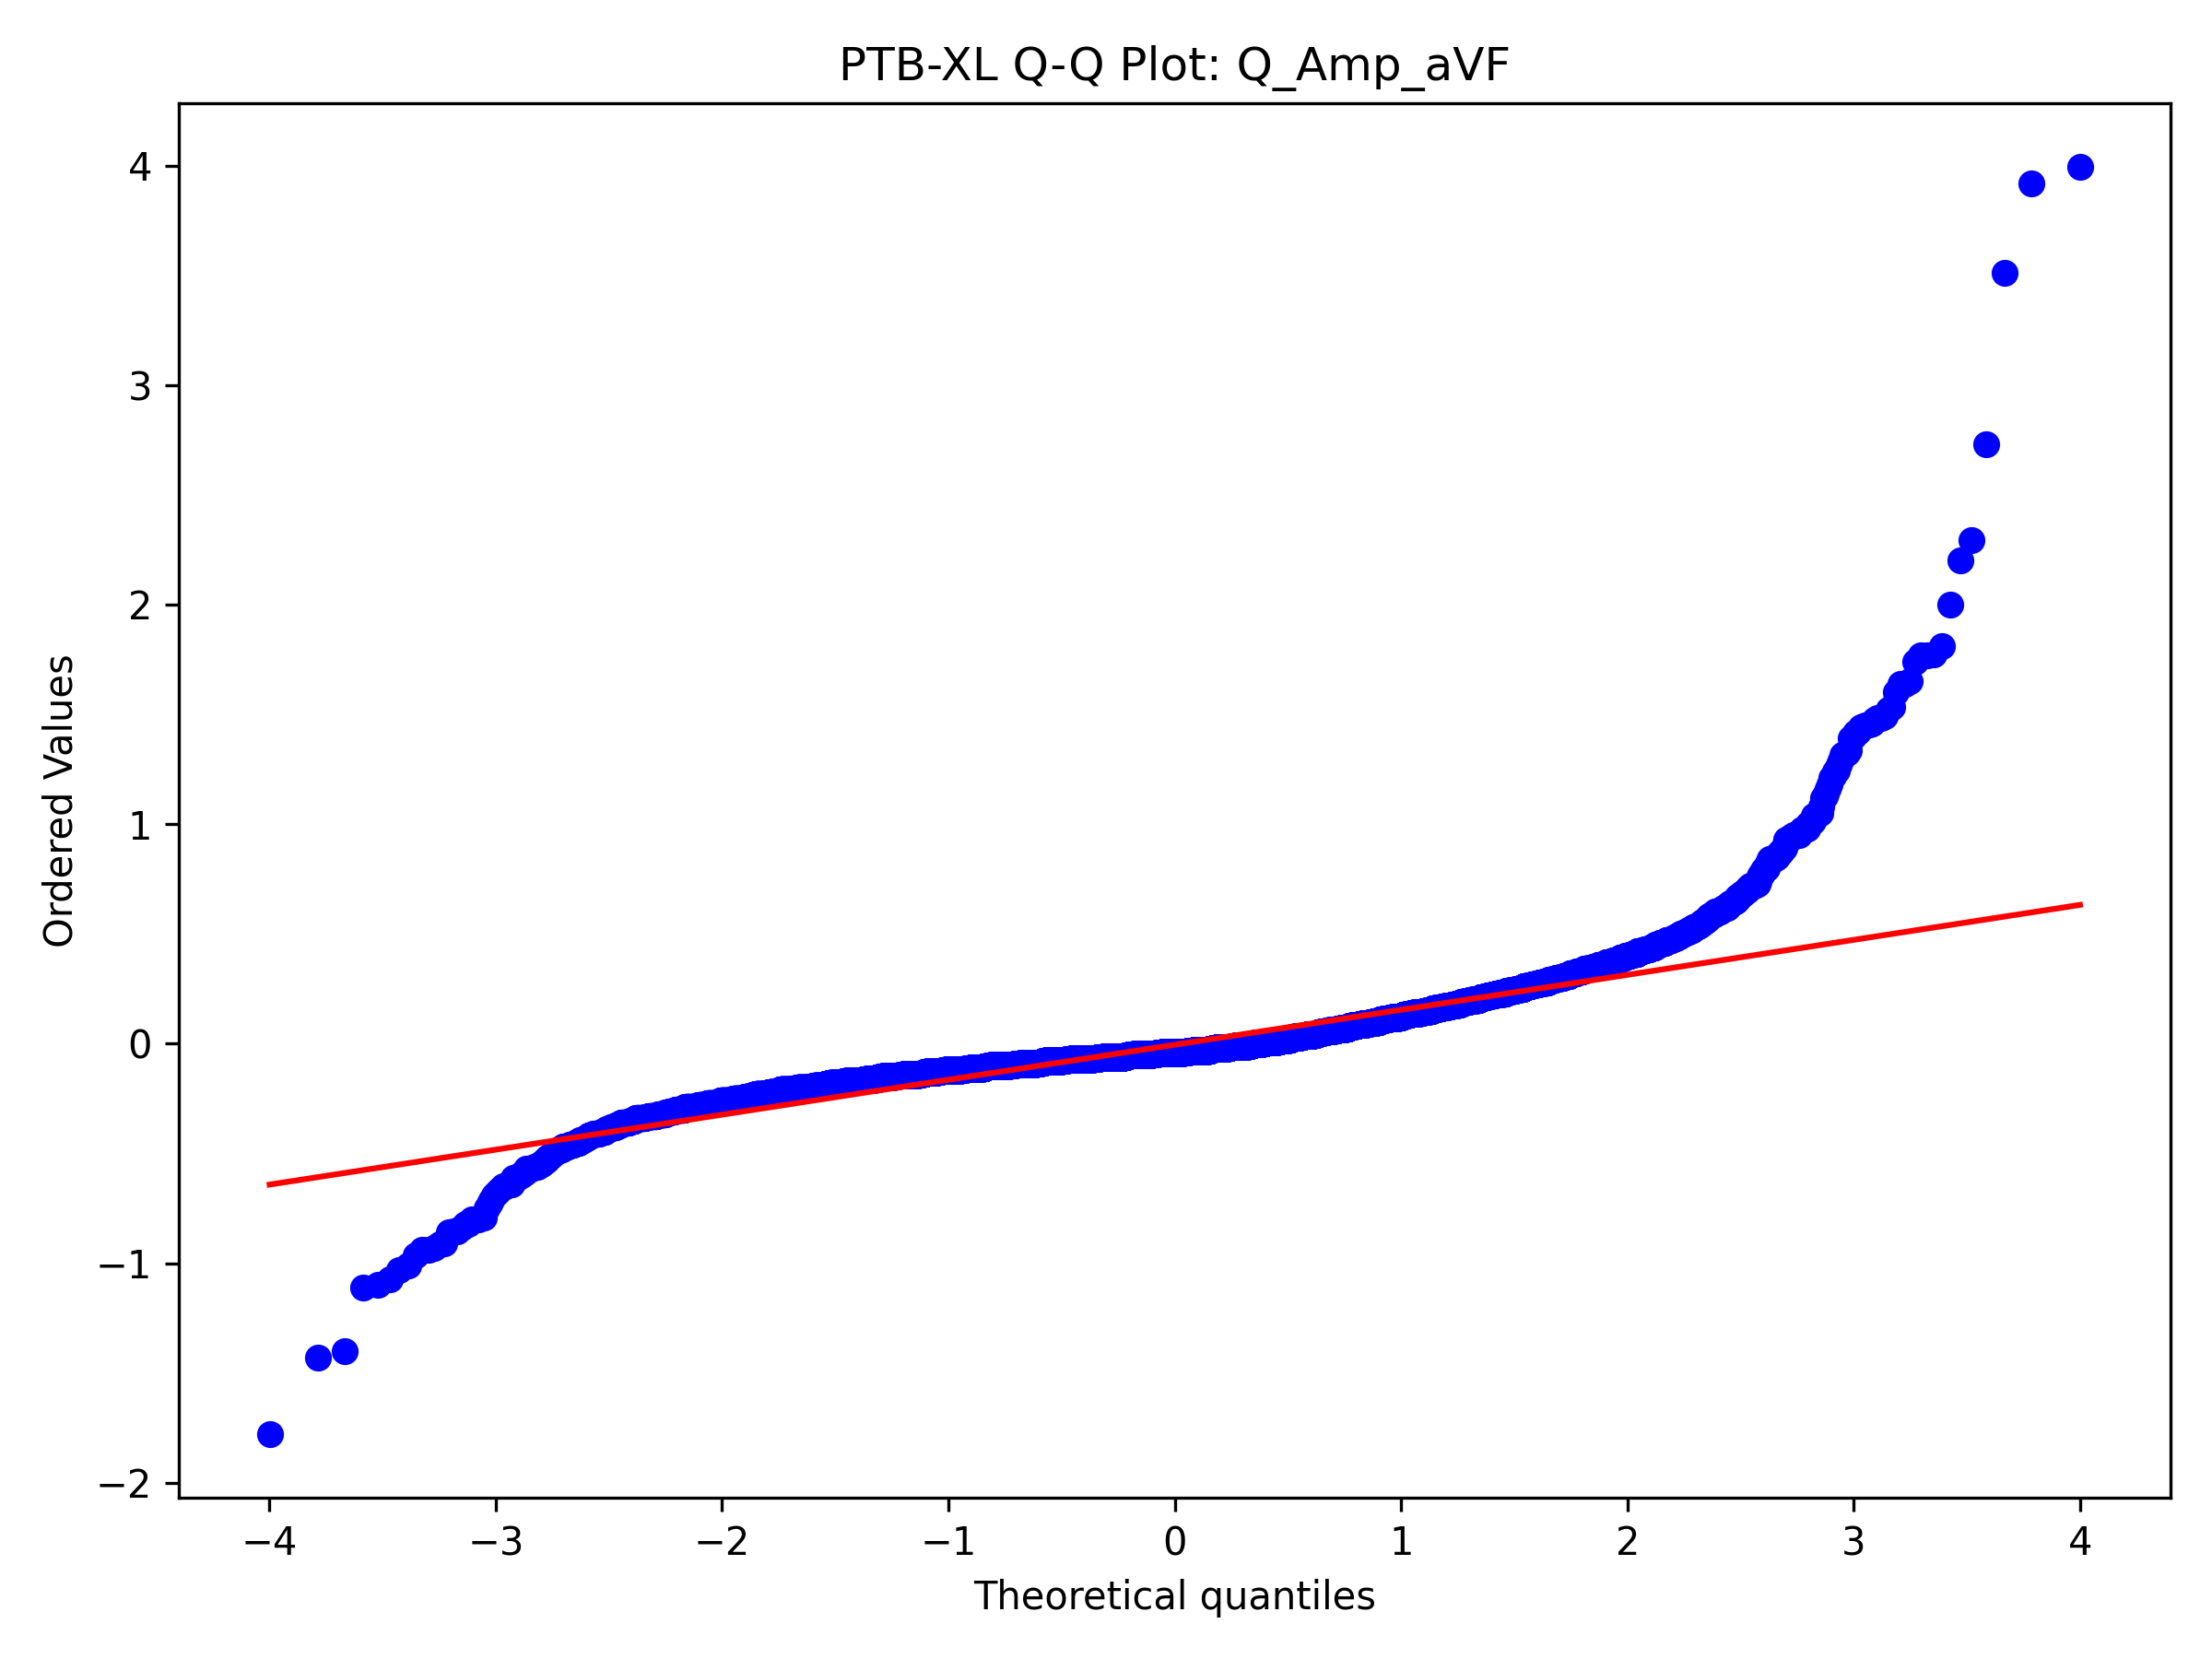 PTB-XL Q-Q Plot: Q_Amp_aVF
4
3
2
1
0
−1
−2
Ordered Values
−4 −3 −2 −1 0 1 2 3 4
Theoretical quantiles